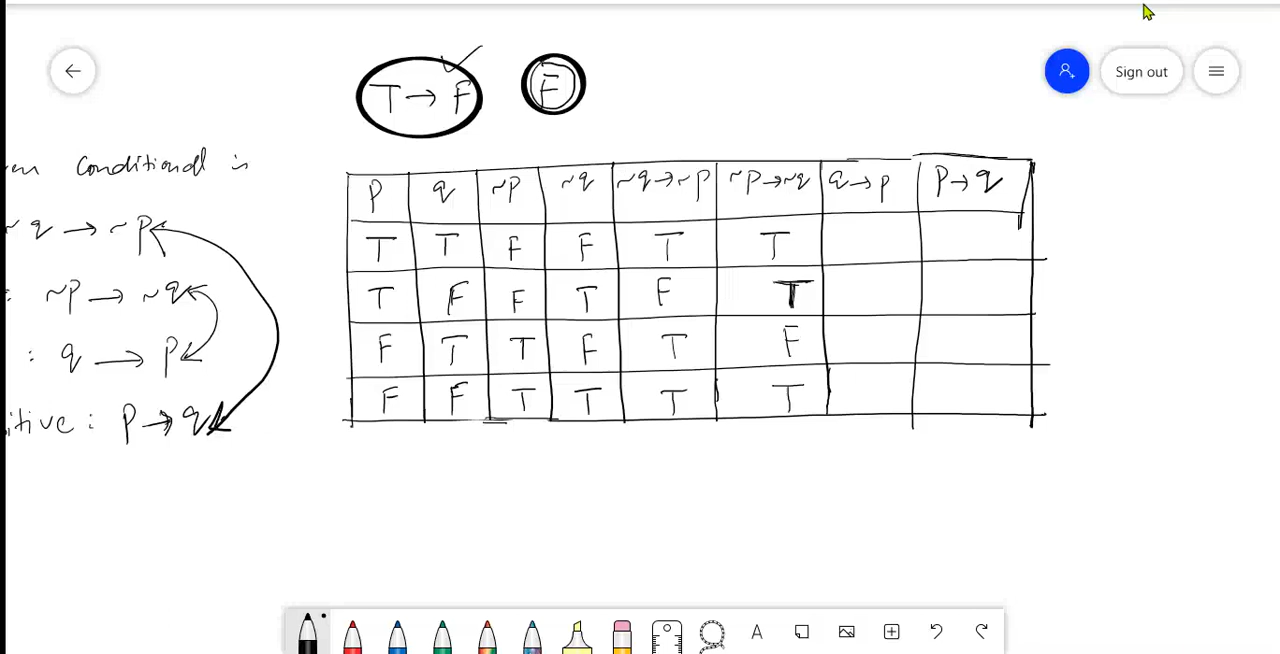 Sign out
T → F F
conditional is
~q → ~p
: ~p → ~q
: q → p
itive : p → q
p q ~p ~q ~q→~p ~p→~q q→p p→q
T T F F T T
T F F T F T
F T T F T F
F F T T T T
A